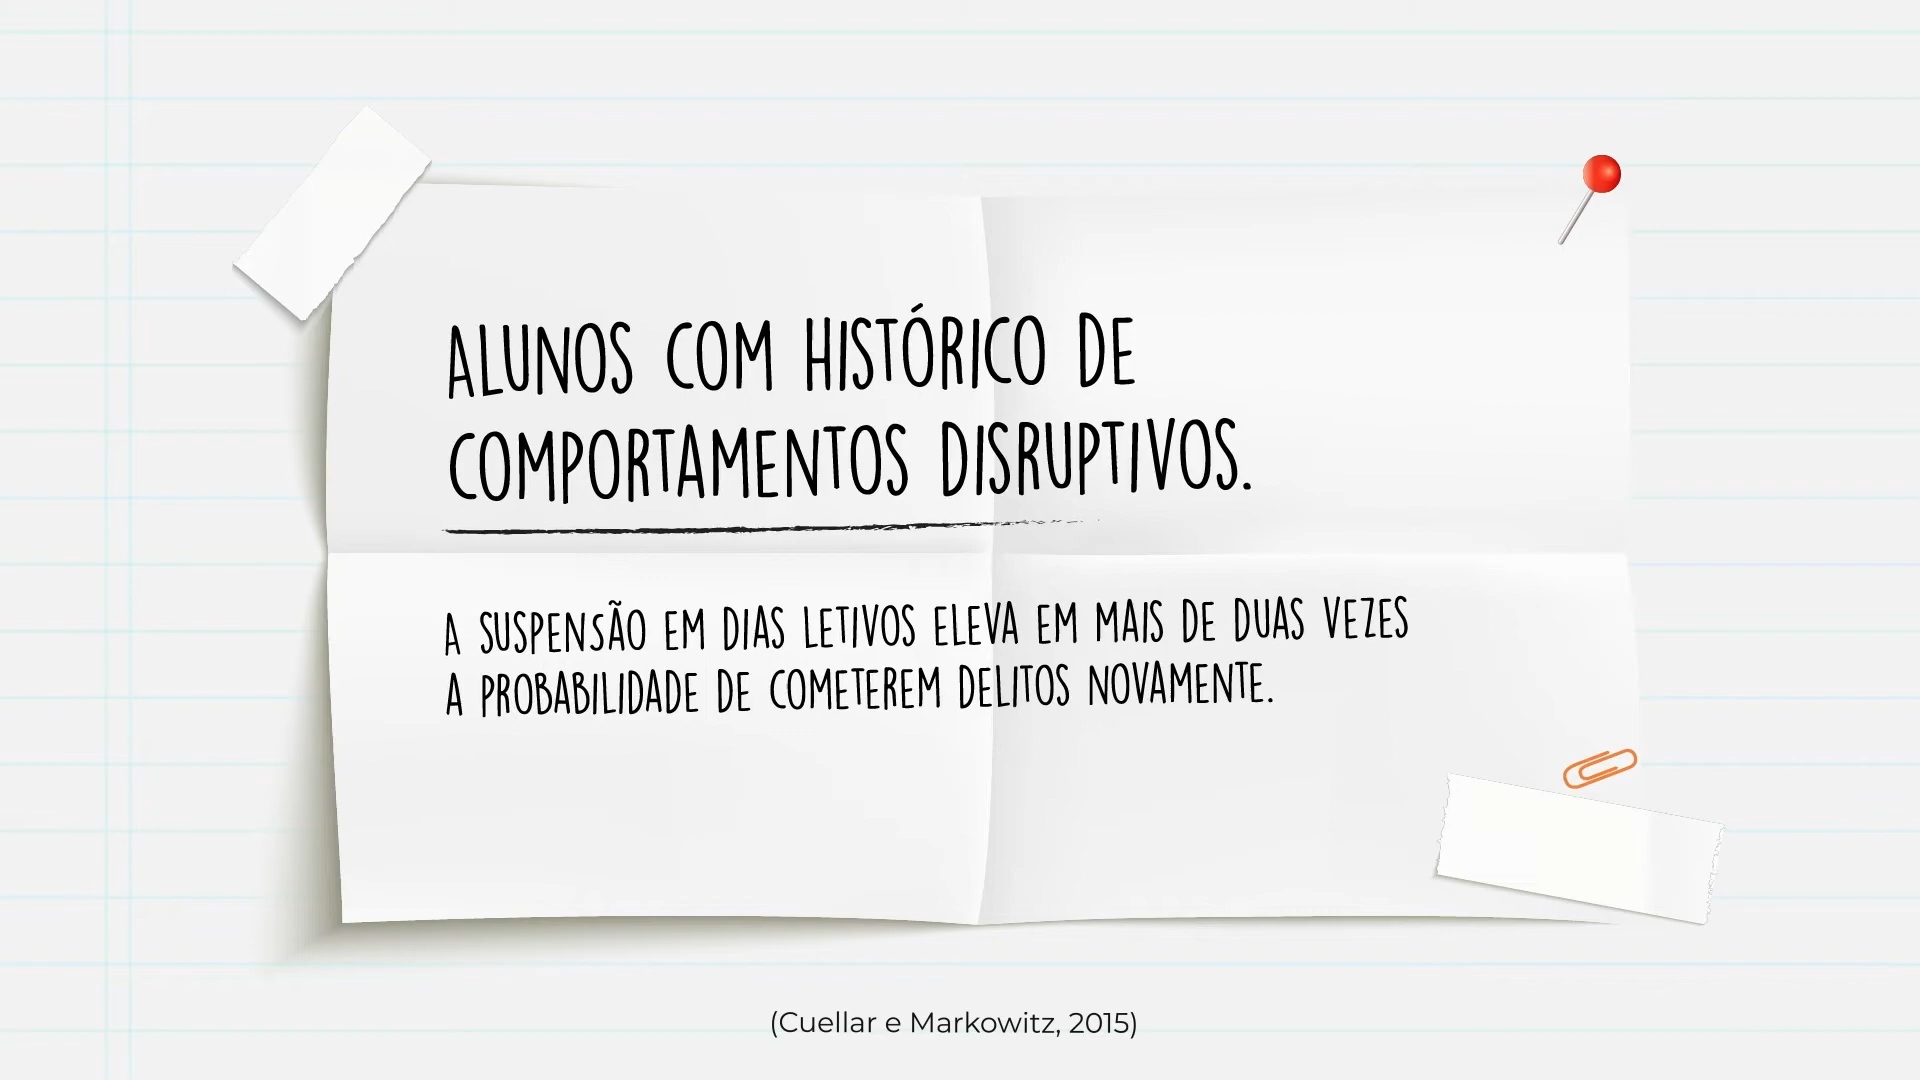 ALUNOS COM HISTÓRICO DE
COMPORTAMENTOS DISRUPTIVOS.
A SUSPENSÃO EM DIAS LETIVOS ELEVA EM MAIS DE DUAS VEZES
A PROBABILIDADE DE COMETEREM DELITOS NOVAMENTE.
(Cuellar e Markowitz, 2015)